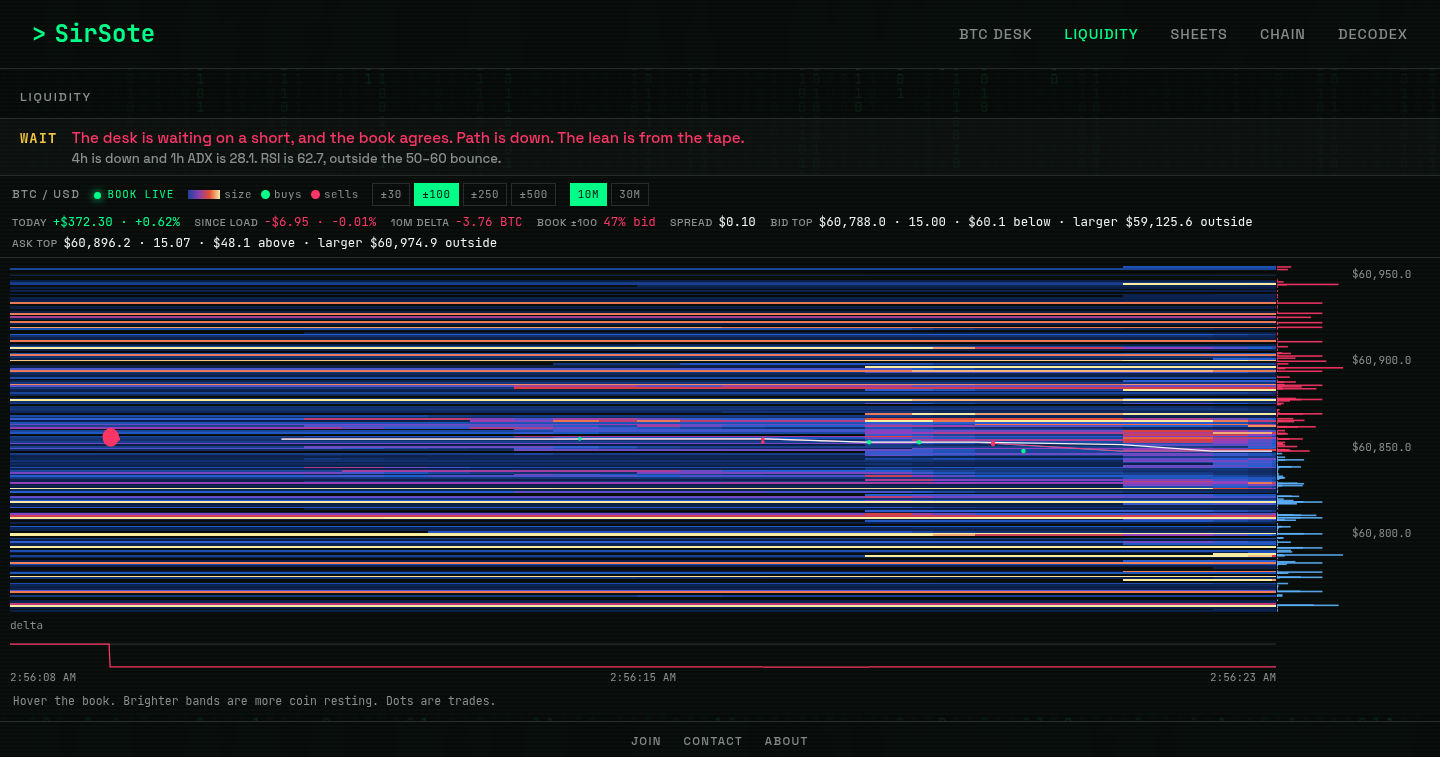 > SirSote
BTC DESK LIQUIDITY SHEETS CHAIN DECODEX
LIQUIDITY
WAIT The desk is waiting on a short, and the book agrees. Path is down. The lean is from the tape.
4h is down and 1h ADX is 28.1. RSI is 62.7, outside the 50–60 bounce.
BTC / USD BOOK LIVE size buys sells ±30 ±100 ±250 ±500 10M 30M
TODAY +$372.30 · +0.62% SINCE LOAD -$6.95 · -0.01% 10M DELTA -3.76 BTC BOOK ±100 47% bid SPREAD $0.10 BID TOP $60,788.0 · 15.00 · $60.1 below · larger $59,125.6 outside
ASK TOP $60,896.2 · 15.07 · $48.1 above · larger $60,974.9 outside
$60,950.0
$60,900.0
$60,850.0
$60,800.0
delta
2:56:08 AM 2:56:15 AM 2:56:23 AM
Hover the book. Brighter bands are more coin resting. Dots are trades.
JOIN CONTACT ABOUT